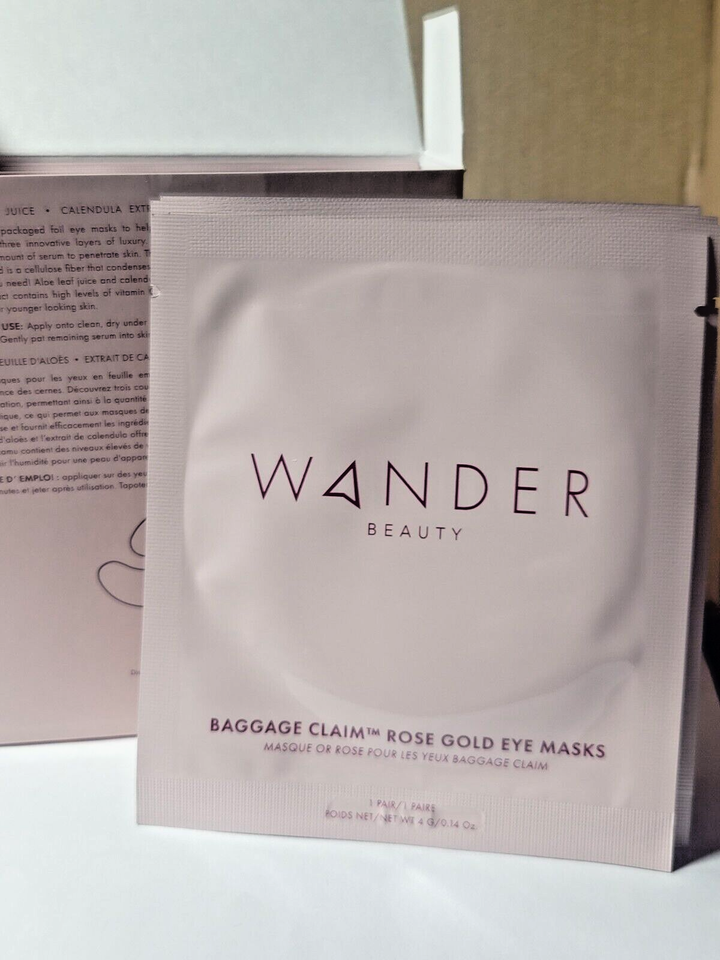 JUICE • CALENDULA EXT
packaged foil eye masks to hel
three innovative layers of luxury.
mount of serum to penetrate skin. T
d is a cellulose fiber that condenses
u need! Aloe leaf juice and calend
ct contains high levels of vitamin
r younger looking skin.
USE: Apply onto clean, dry under
Gently pat remaining serum into ski
EUILLE D'ALOÈS • EXTRAIT DE CA
ques pour les yeux en feuille em
nce des cernes. Découvrez trois cou
ation, permettant ainsi à la quantité
ique, ce qui permet aux masques de
se et fournit efficacement les ingrédie
d'aloès et l'extrait de calendula offre
camu contient des niveaux élevés de
ir l'humidité pour une peau d'appar
E D' EMPLOI : appliquer sur des yeu
nutes et jeter après utilisation. Tapote
WANDER
BEAUTY
BAGGAGE CLAIM™ ROSE GOLD EYE MASKS
MASQUE OR ROSE POUR LES YEUX BAGGAGE CLAIM
1 PAIR/1 PAIRE
POIDS NET/NET WT 4 G/0.14 Oz.